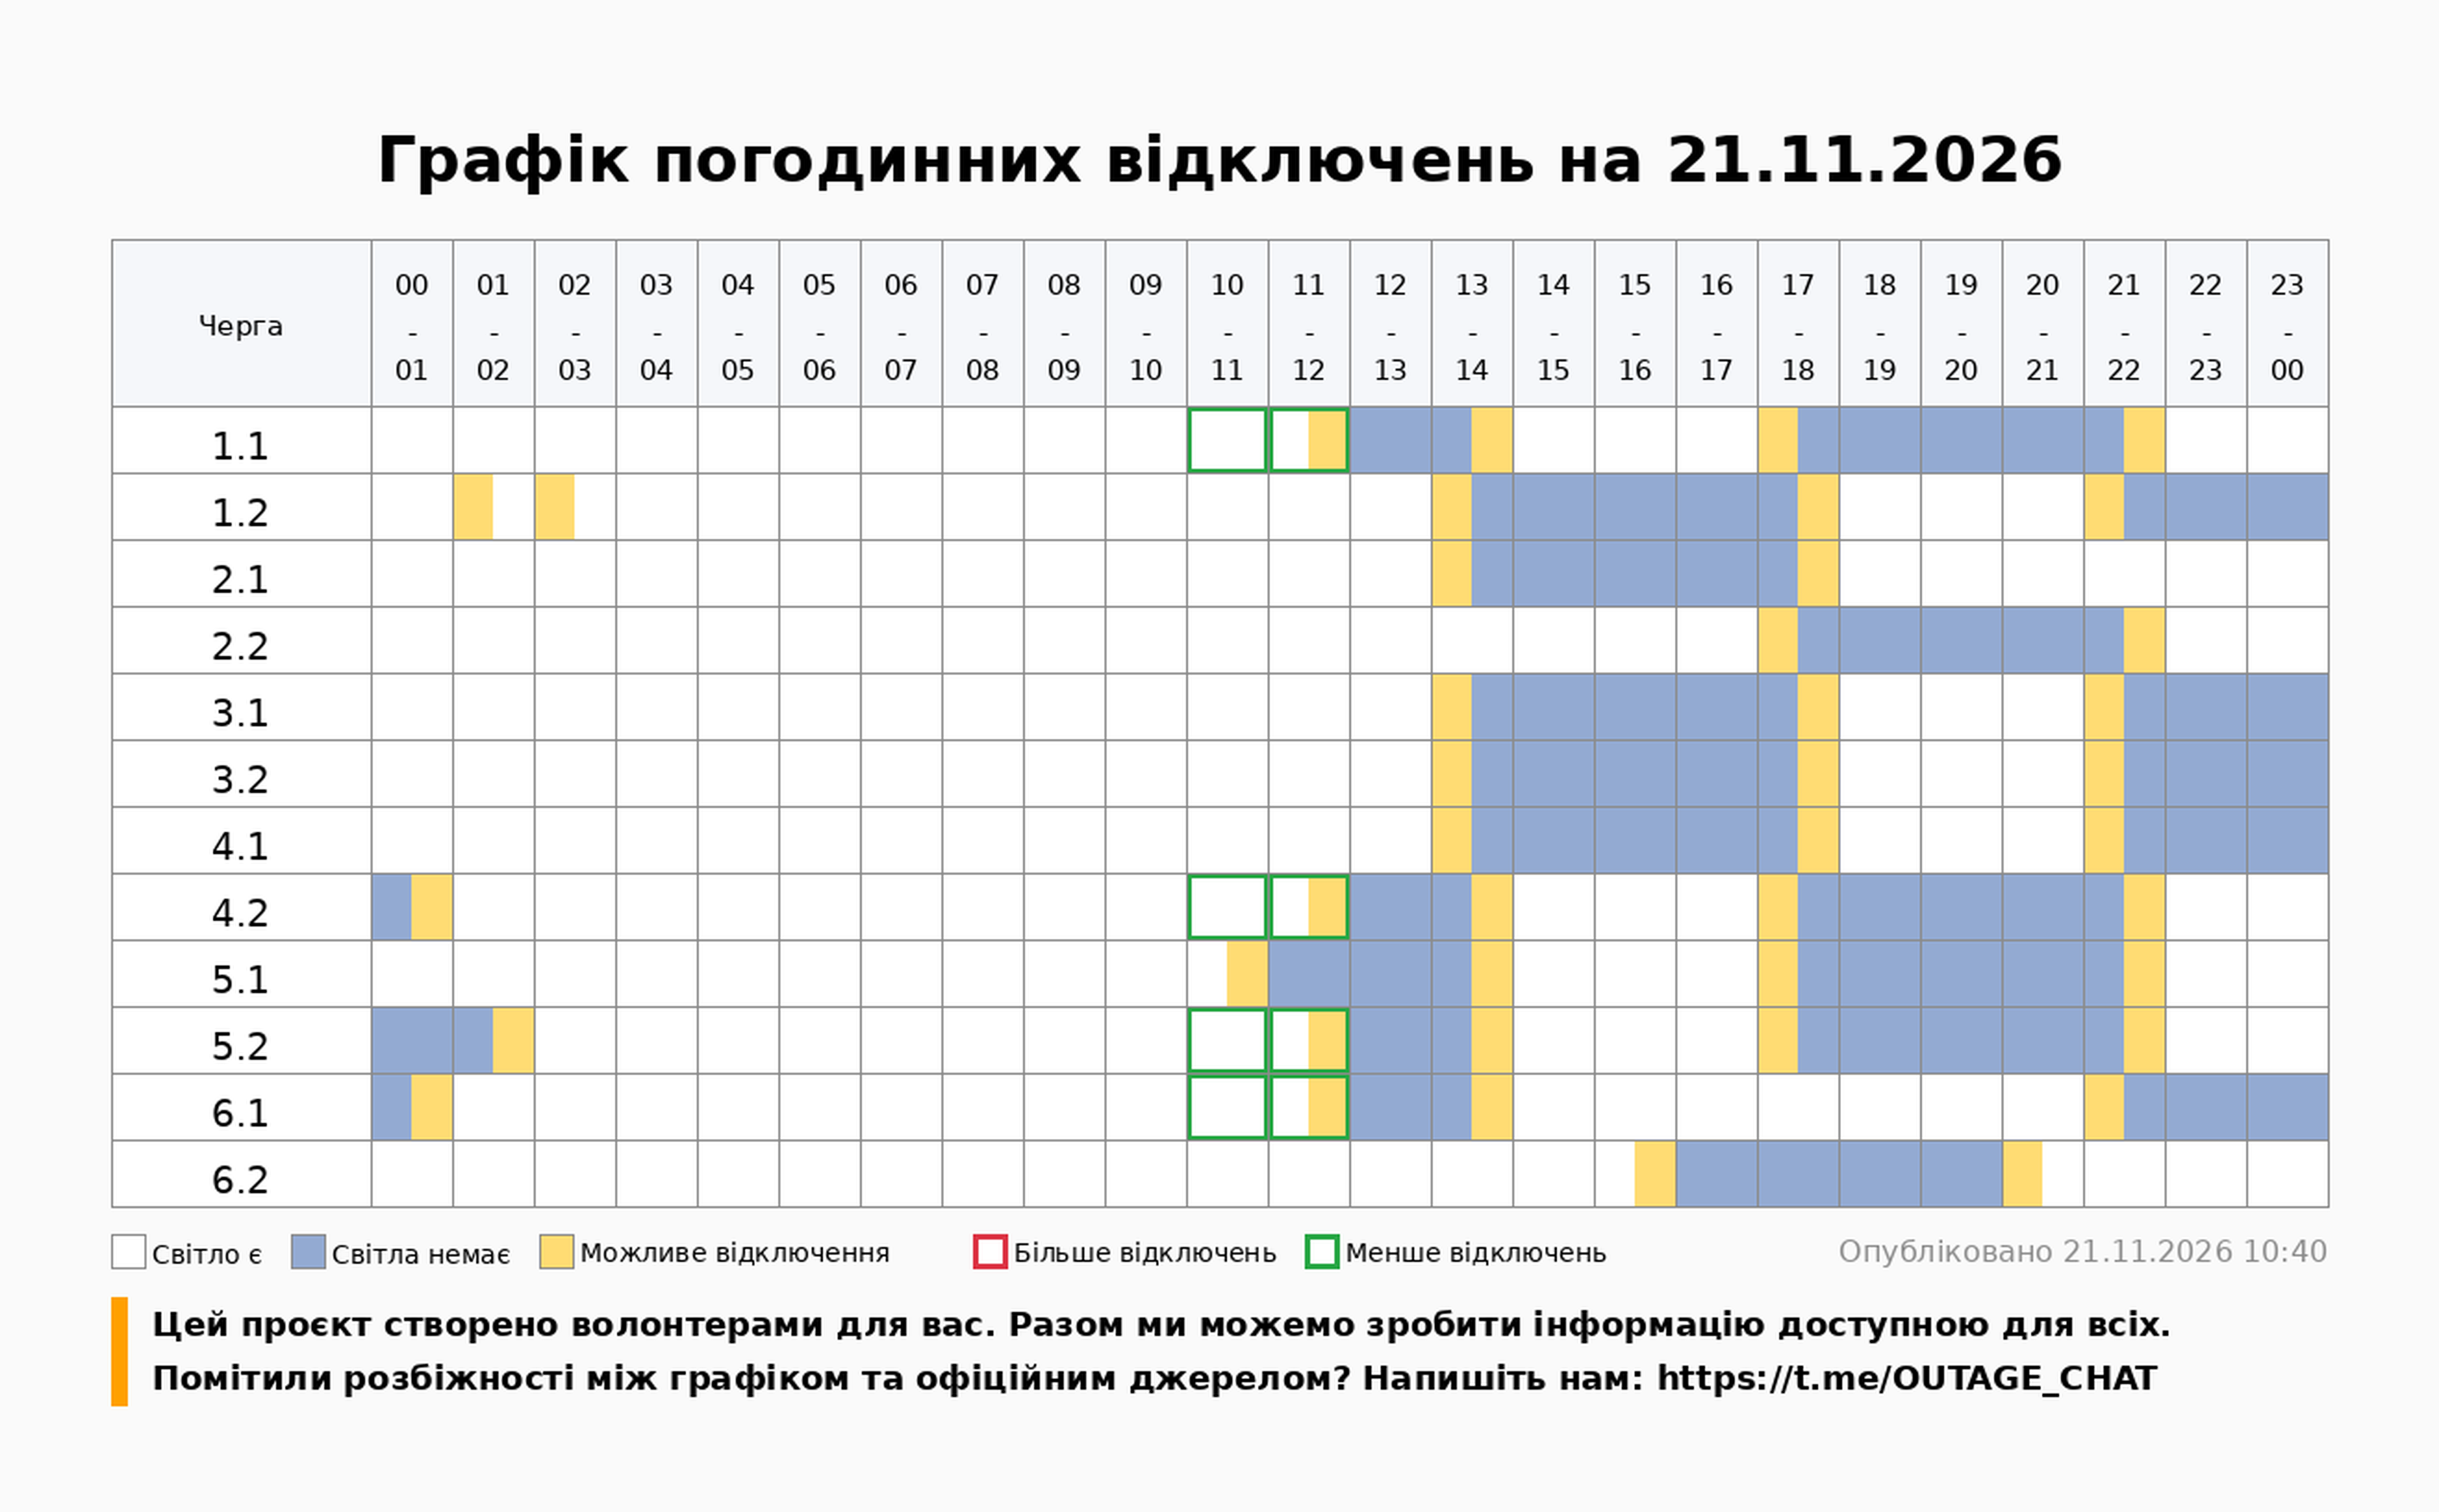 Графік погодинних відключень на 21.11.2026
Черга
00 - 01
01 - 02
02 - 03
03 - 04
04 - 05
05 - 06
06 - 07
07 - 08
08 - 09
09 - 10
10 - 11
11 - 12
12 - 13
13 - 14
14 - 15
15 - 16
16 - 17
17 - 18
18 - 19
19 - 20
20 - 21
21 - 22
22 - 23
23 - 00
1.1
1.2
2.1
2.2
3.1
3.2
4.1
4.2
5.1
5.2
6.1
6.2
Світло є
Світла немає
Можливе відключення
Більше відключень
Менше відключень
Опубліковано 21.11.2026 10:40
Цей проєкт створено волонтерами для вас. Разом ми можемо зробити інформацію доступною для всіх.
Помітили розбіжності між графіком та офіційним джерелом? Напишіть нам: https://t.me/OUTAGE_CHAT